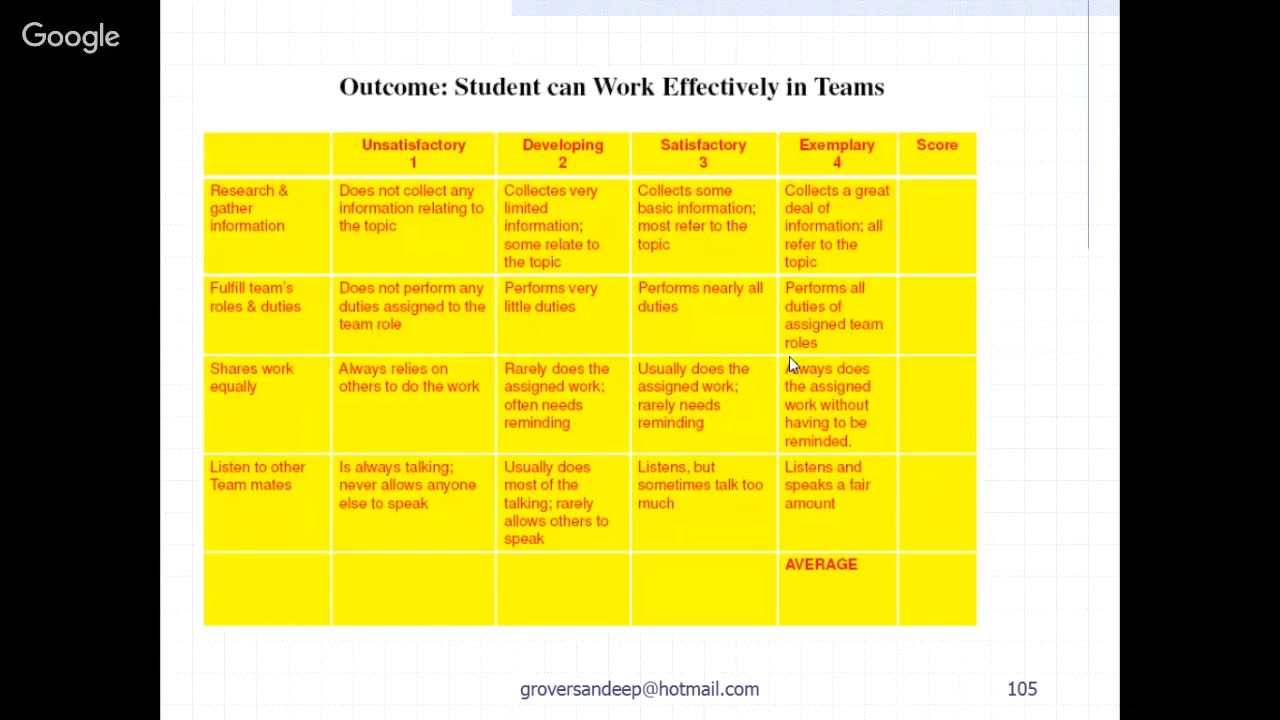 Google
Outcome: Student can Work Effectively in Teams
Unsatisfactory
1
Developing
2
Satisfactory
3
Exemplary
4
Score
Research &
gather
information
Does not collect any
information relating to
the topic
Collectes very
limited
information;
some relate to
the topic
Collects some
basic information;
most refer to the
topic
Collects a great
deal of
information; all
refer to the
topic
Fulfill team's
roles & duties
Does not perform any
duties assigned to the
team role
Performs very
little duties
Performs nearly all
duties
Performs all
duties of
assigned team
roles
Shares work
equally
Always relies on
others to do the work
Rarely does the
assigned work;
often needs
reminding
Usually does the
assigned work;
rarely needs
reminding
Always does
the assigned
work without
having to be
reminded.
Listen to other
Team mates
Is always talking;
never allows anyone
else to speak
Usually does
most of the
talking; rarely
allows others to
speak
Listens, but
sometimes talk too
much
Listens and
speaks a fair
amount
AVERAGE
groversandeep@hotmail.com
105